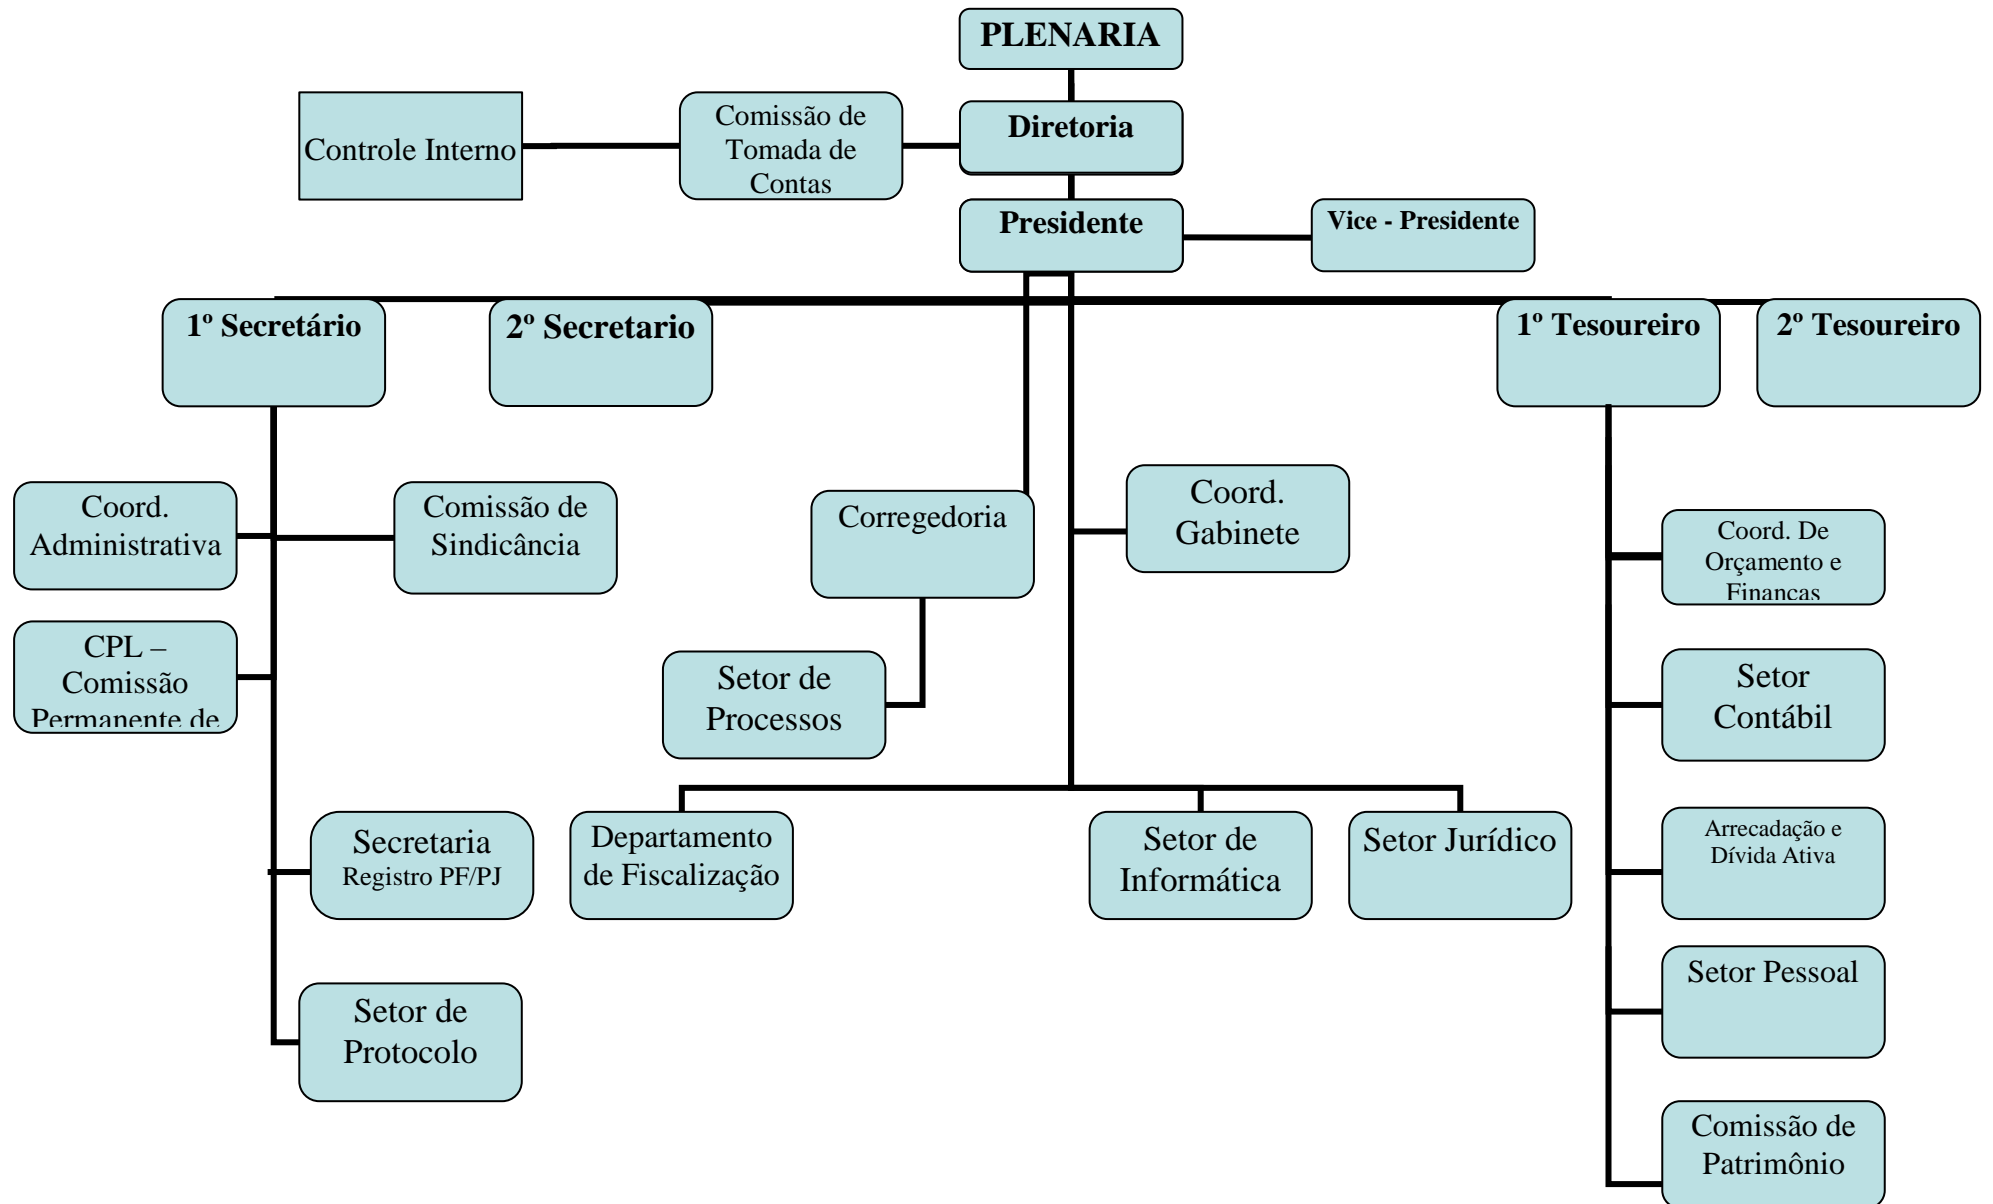 PLENARIA
Controle Interno
Comissão de
Tomada de
Contas
Diretoria
Presidente
Vice - Presidente
1º Secretário
2º Secretario
1º Tesoureiro
2º Tesoureiro
Coord.
Administrativa
Comissão de
Sindicância
Corregedoria
Coord.
Gabinete
Coord. De
Orçamento e
Finanças
CPL –
Comissão
Permanente de
Setor de
Processos
Setor
Contábil
Secretaria
Registro PF/PJ
Departamento
de Fiscalização
Setor de
Informática
Setor Jurídico
Arrecadação e
Dívida Ativa
Setor Pessoal
Setor de
Protocolo
Comissão de
Patrimônio